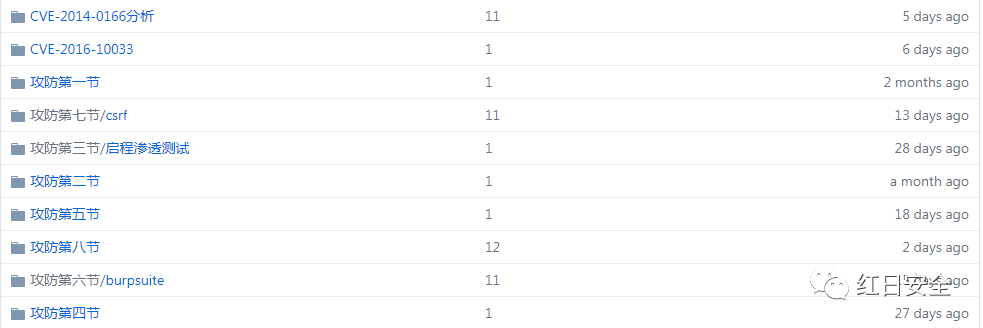 CVE-2014-0166分析 11 5 days ago
CVE-2016-10033 1 6 days ago
攻防第一节 1 2 months ago
攻防第七节/csrf 11 13 days ago
攻防第三节/启程渗透测试 1 28 days ago
攻防第二节 1 a month ago
攻防第五节 1 18 days ago
攻防第八节 12 2 days ago
攻防第六节/burpsuite 11 ago
红日安全
攻防第四节 1 27 days ago